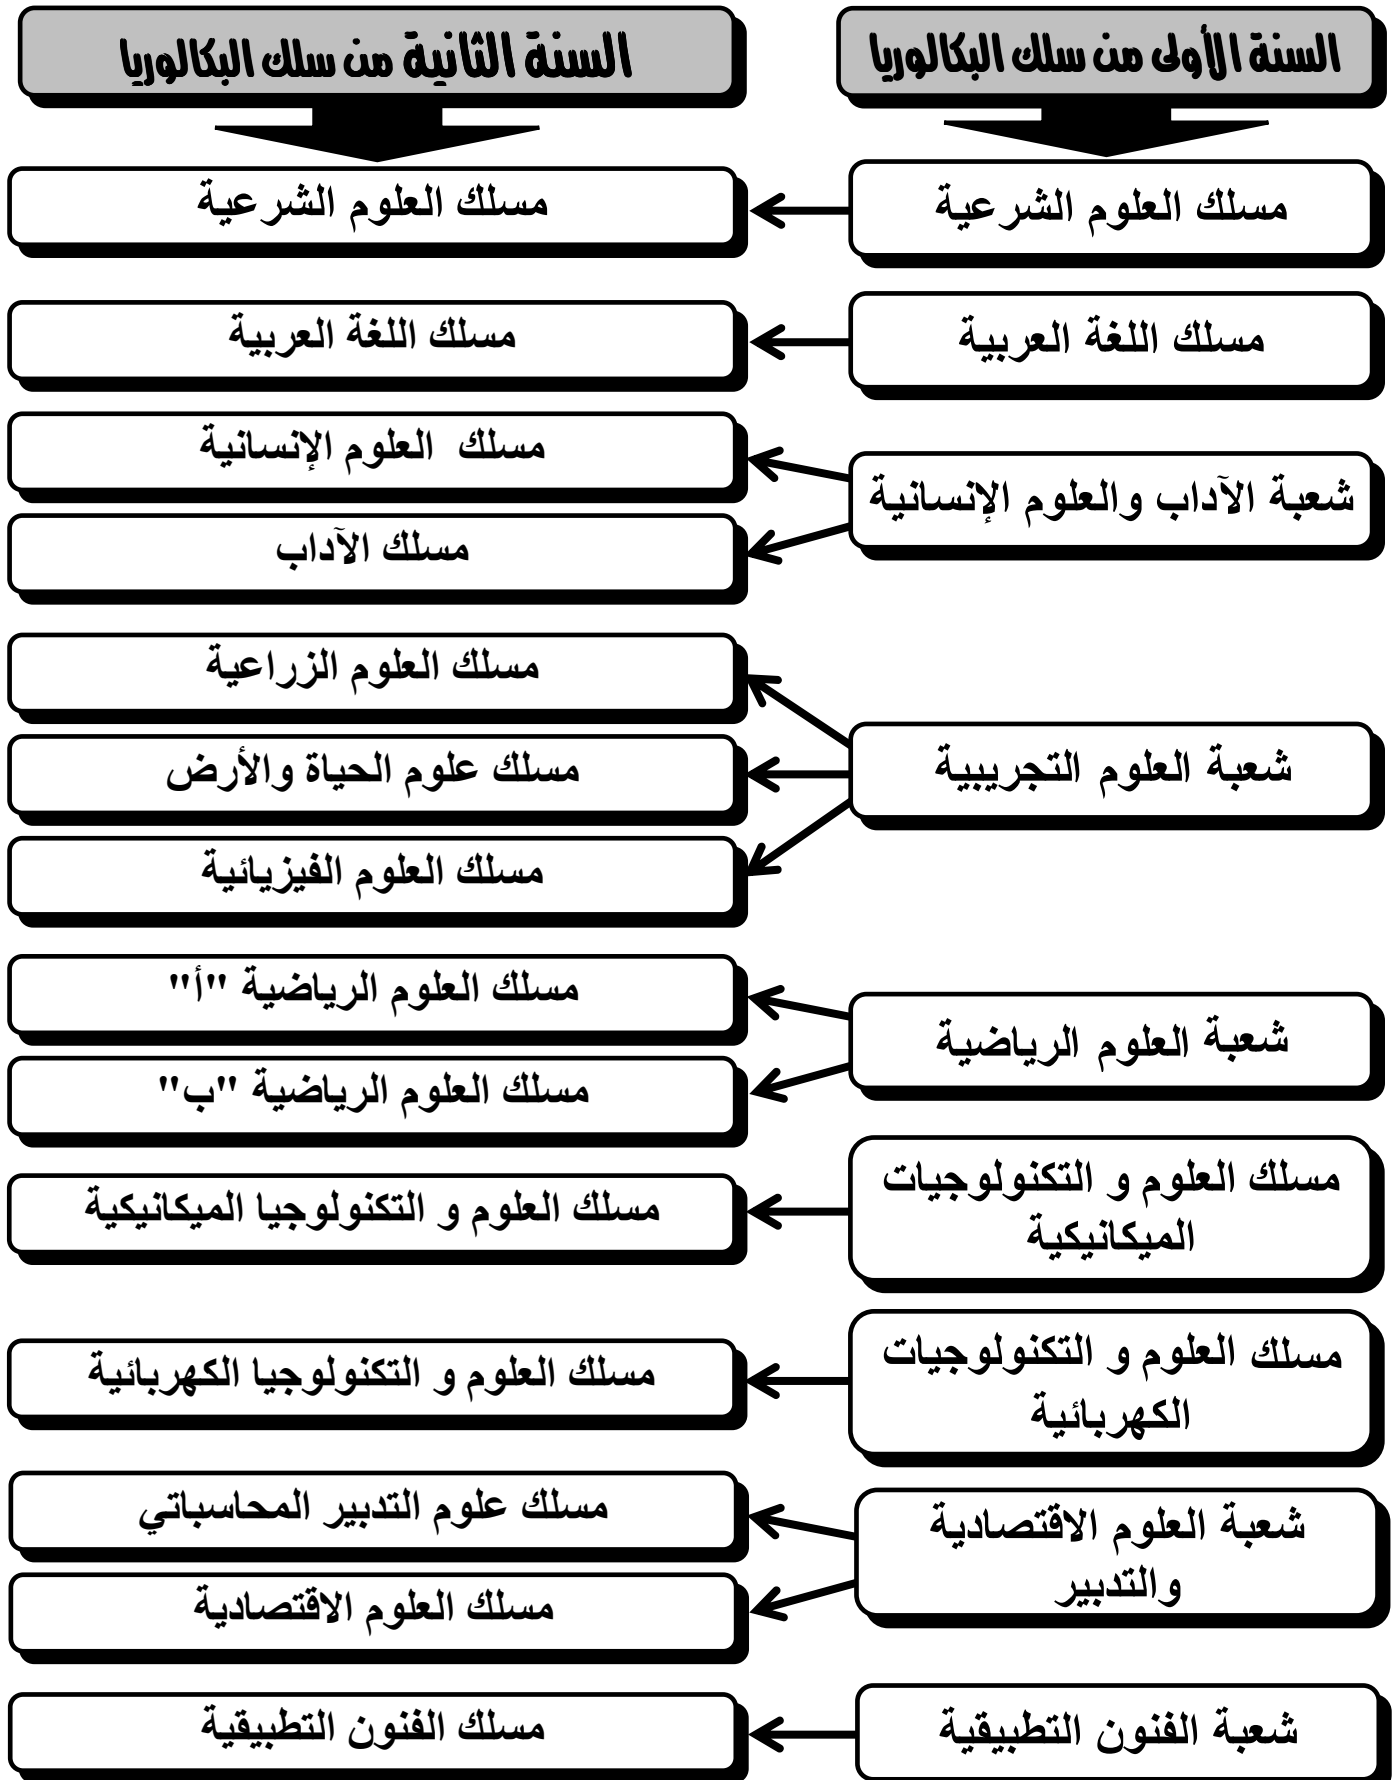 السنة الأولى من سلك البكالوريا
السنة الثانية من سلك البكالوريا
مسلك العلوم الشرعية
مسلك العلوم الشرعية
مسلك اللغة العربية
مسلك اللغة العربية
شعبة الآداب والعلوم الإنسانية
مسلك العلوم الإنسانية
مسلك الآداب
شعبة العلوم التجريبية
مسلك العلوم الزراعية
مسلك علوم الحياة والأرض
مسلك العلوم الفيزيائية
شعبة العلوم الرياضية
مسلك العلوم الرياضية "أ"
مسلك العلوم الرياضية "ب"
مسلك العلوم و التكنولوجيات
الميكانيكية
مسلك العلوم و التكنولوجيا الميكانيكية
مسلك العلوم و التكنولوجيات
الكهربائية
مسلك العلوم و التكنولوجيا الكهربائية
شعبة العلوم الاقتصادية
والتدبير
مسلك علوم التدبير المحاسباتي
مسلك العلوم الاقتصادية
شعبة الفنون التطبيقية
مسلك الفنون التطبيقية